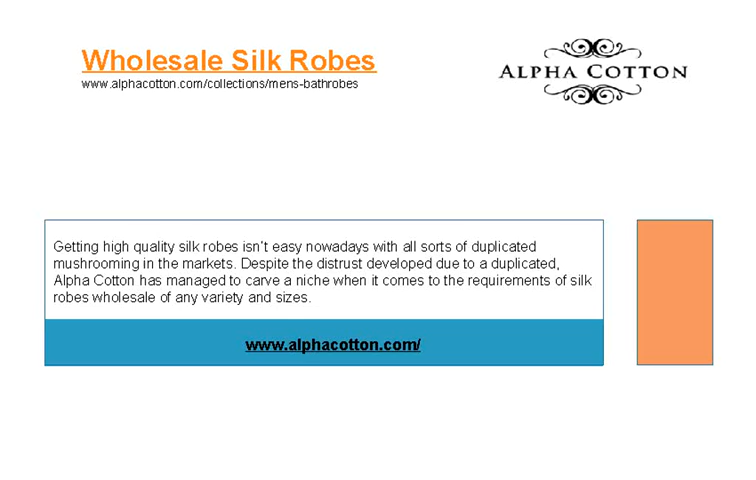 Wholesale Silk Robes
www.alphacotton.com/collections/mens-bathrobes
ALPHA COTTON
Getting high quality silk robes isn't easy nowadays with all sorts of duplicated
mushrooming in the markets. Despite the distrust developed due to a duplicated,
Alpha Cotton has managed to carve a niche when it comes to the requirements of silk
robes wholesale of any variety and sizes.
www.alphacotton.com/